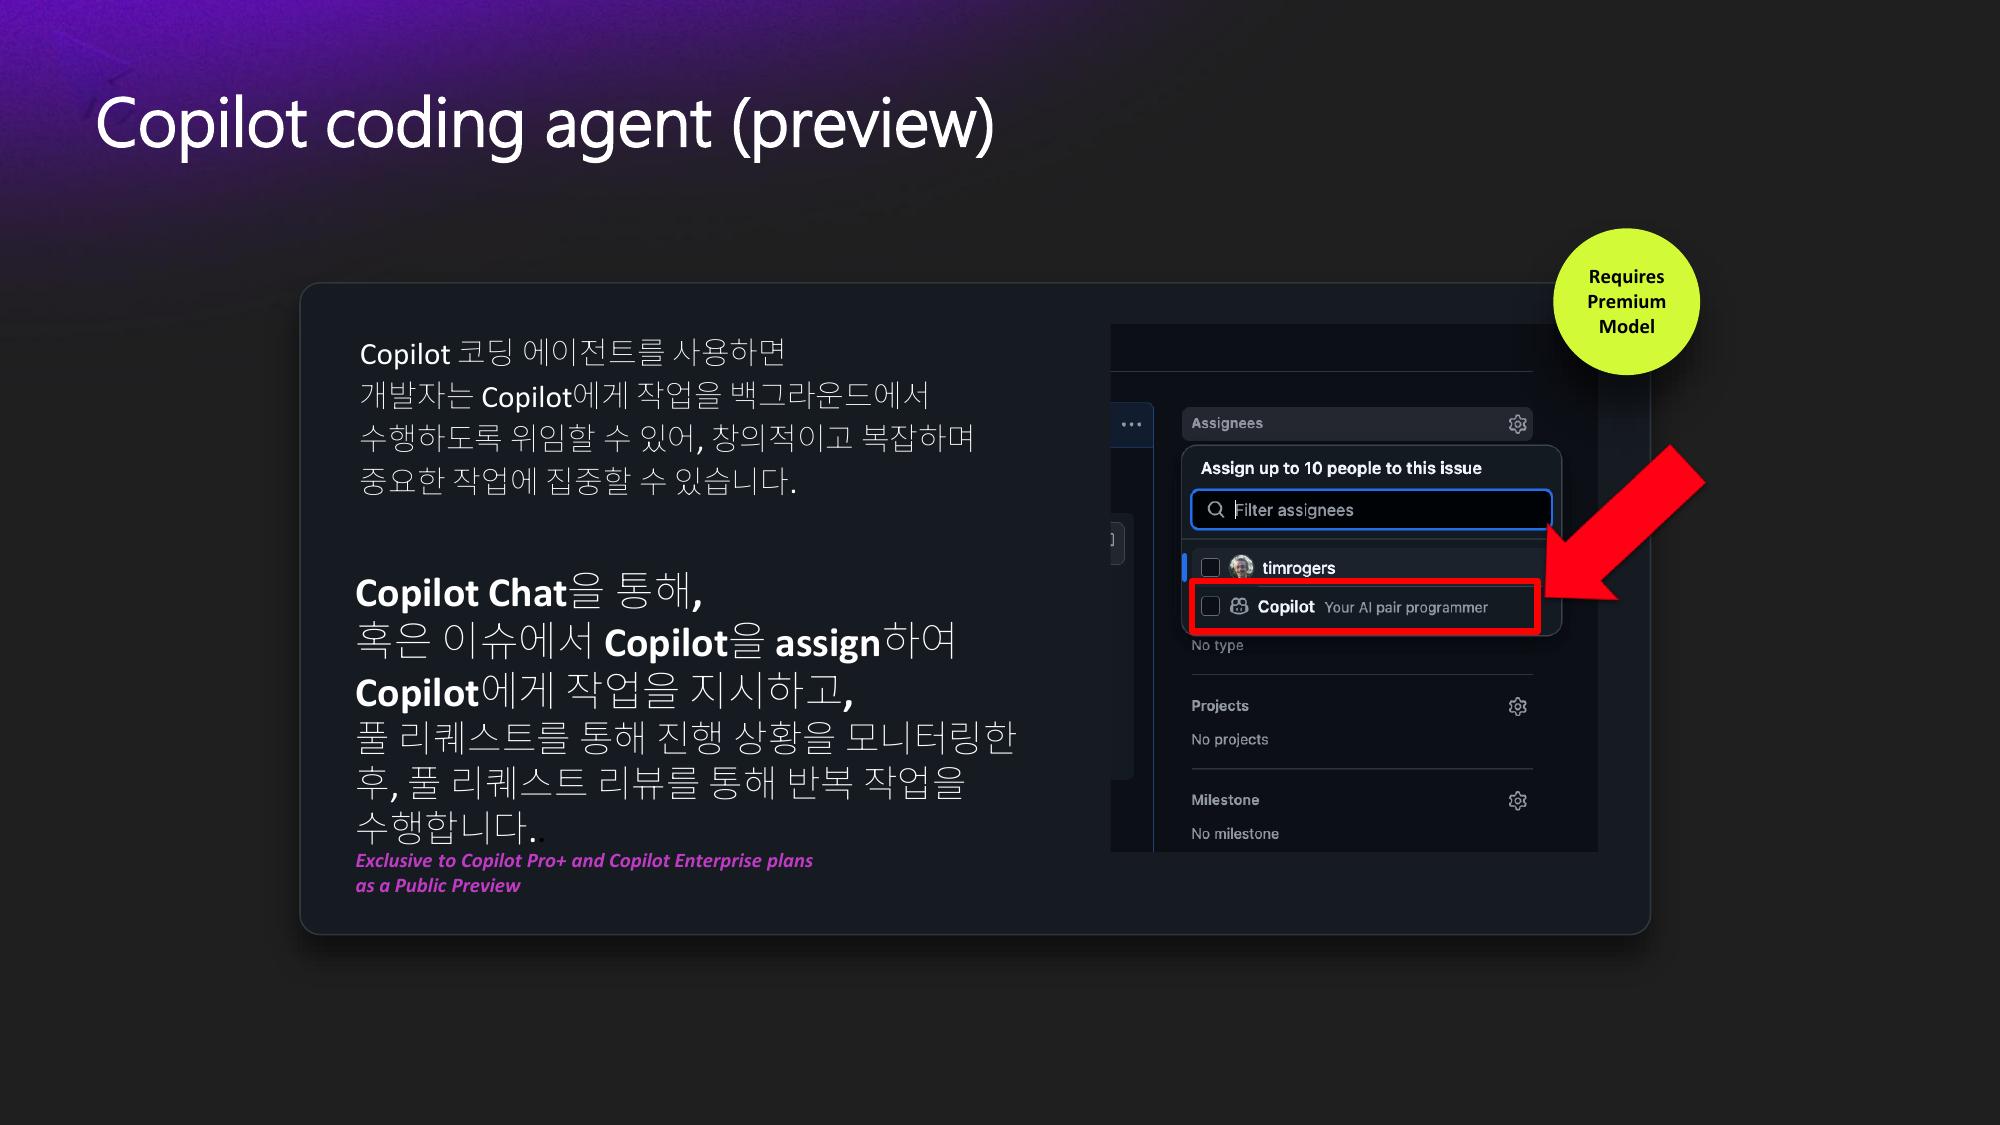 Copilot coding agent (preview)
Requires
Premium
Model
Copilot 코딩 에이전트를 사용하면
개발자는 Copilot에게 작업을 백그라운드에서
수행하도록 위임할 수 있어, 창의적이고 복잡하며
중요한 작업에 집중할 수 있습니다.
Copilot Chat을 통해,
혹은 이슈에서 Copilot을 assign하여
Copilot에게 작업을 지시하고,
풀 리퀘스트를 통해 진행 상황을 모니터링한
후, 풀 리퀘스트 리뷰를 통해 반복 작업을
수행합니다..
Exclusive to Copilot Pro+ and Copilot Enterprise plans
as a Public Preview
Assignees
Assign up to 10 people to this issue
Filter assignees
timrogers
Copilot Your AI pair programmer
No type
Projects
No projects
Milestone
No milestone